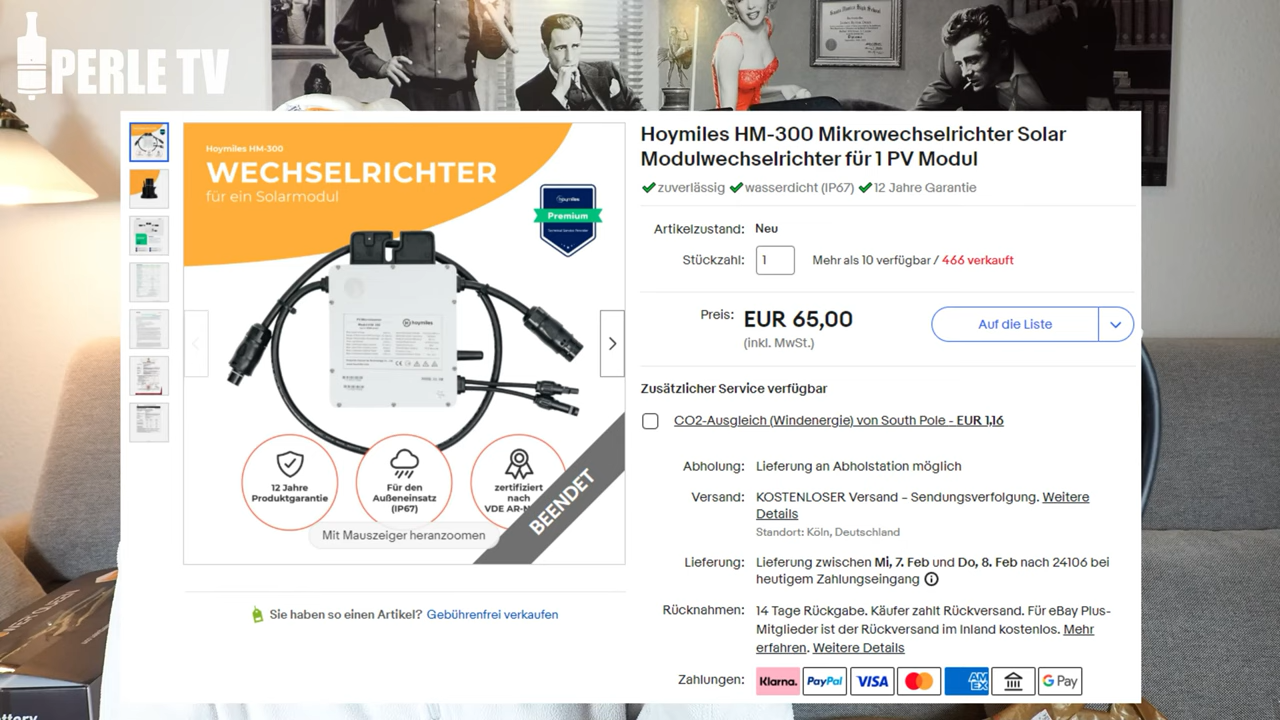 PERLE TV
Hoymiles HM-300
WECHSELRICHTER
für ein Solarmodul
hoymiles
Premium
hoymiles
12 Jahre
Produktgarantie
Für den
Außeneinsatz
(IP67)
zertifiziert
nach
VDE AR-N
BEENDET
Mit Mauszeiger heranzoomen
Sie haben so einen Artikel? Gebührenfrei verkaufen
Hoymiles HM-300 Mikrowechselrichter Solar
Modulwechselrichter für 1 PV Modul
zuverlässig wasserdicht (IP67) 12 Jahre Garantie
Artikelzustand: Neu
Stückzahl: 1 Mehr als 10 verfügbar / 466 verkauft
Preis: EUR 65,00
(inkl. MwSt.)
Auf die Liste
Zusätzlicher Service verfügbar
CO2-Ausgleich (Windenergie) von South Pole - EUR 1,16
Abholung: Lieferung an Abholstation möglich
Versand: KOSTENLOSER Versand – Sendungsverfolgung. Weitere
Details
Standort: Köln, Deutschland
Lieferung: Lieferung zwischen Mi, 7. Feb und Do, 8. Feb nach 24106 bei
heutigem Zahlungseingang
Rücknahmen: 14 Tage Rückgabe. Käufer zahlt Rückversand. Für eBay Plus-
Mitglieder ist der Rückversand im Inland kostenlos. Mehr
erfahren. Weitere Details
Zahlungen: Klarna. PayPal VISA AMEX G Pay